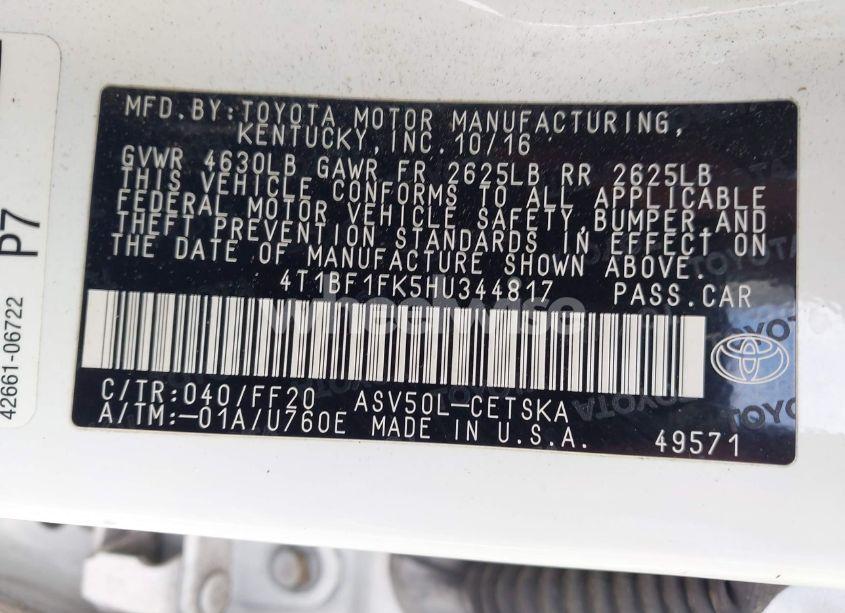 MFD. BY: TOYOTA MOTOR MANUFACTURING,
KENTUCKY, INC. 10/16
GVWR 4630LB GAWR FR 2625LB RR 2625LB
THIS VEHICLE CONFORMS TO ALL APPLICABLE
FEDERAL MOTOR VEHICLE SAFETY, BUMPER, AND
THEFT PREVENTION STANDARDS IN EFFECT ON
THE DATE OF MANUFACTURE SHOWN ABOVE.
4T1BF1FK5HU344817 PASS. CAR
wheelwise
TOYOTA
C/TR: 040/FF20 ASV50L-CETSKA
A/TM: -01A/U760E MADE IN U.S.A. 49571
42661-06722 P7